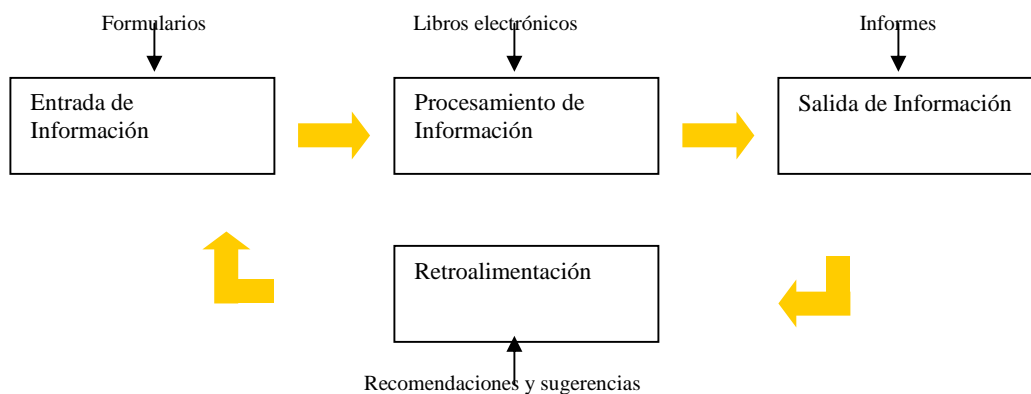 Formularios
Libros electrónicos
Informes
Entrada de
Información
Procesamiento de
Información
Salida de Información
Retroalimentación
Recomendaciones y sugerencias